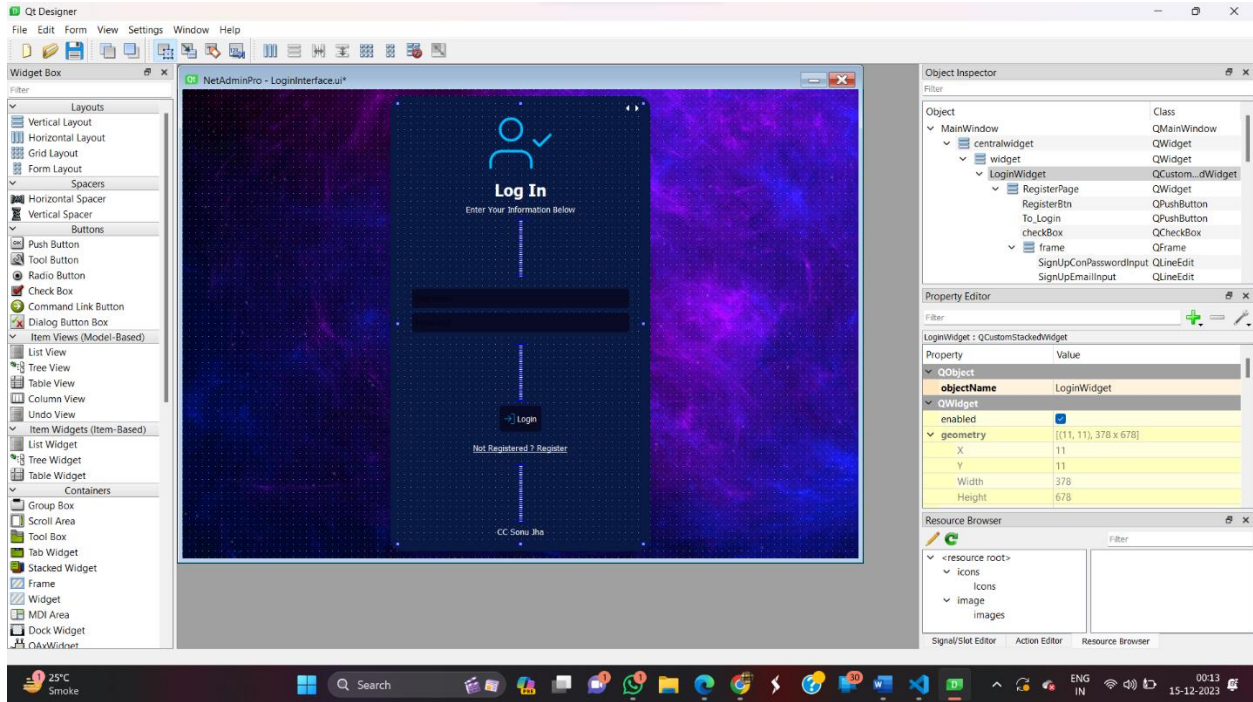 Qt Designer
File Edit Form View Settings Window Help
Widget Box
Filter
Layouts
Vertical Layout
Horizontal Layout
Grid Layout
Form Layout
Spacers
Horizontal Spacer
Vertical Spacer
Buttons
Push Button
Tool Button
Radio Button
Check Box
Command Link Button
Dialog Button Box
Item Views (Model-Based)
List View
Tree View
Table View
Column View
Undo View
Item Widgets (Item-Based)
List Widget
Tree Widget
Table Widget
Containers
Group Box
Scroll Area
Tool Box
Tab Widget
Stacked Widget
Frame
Widget
MDI Area
Dock Widget
QAxWidget
NetAdminPro - LoginInterface.ui*
Log In
Enter Your Information Below
Login
Not Registered ? Register
CC Sonu Jha
Object Inspector
Filter
Object Class
MainWindow QMainWindow
centralwidget QWidget
widget QWidget
LoginWidget QCustom...dWidget
RegisterPage QWidget
RegisterBtn QPushButton
To_Login QPushButton
checkBox QCheckBox
frame QFrame
SignUpConPasswordInput QLineEdit
SignUpEmailInput QLineEdit
Property Editor
Filter
LoginWidget : QCustomStackedWidget
Property Value
QObject
objectName LoginWidget
QWidget
enabled
geometry [(11, 11), 378 x 678]
X 11
Y 11
Width 378
Height 678
Resource Browser
Filter
<resource root>
icons
Icons
image
images
Signal/Slot Editor Action Editor Resource Browser
25°C
Smoke
Search
ENG
IN
00:13
15-12-2023